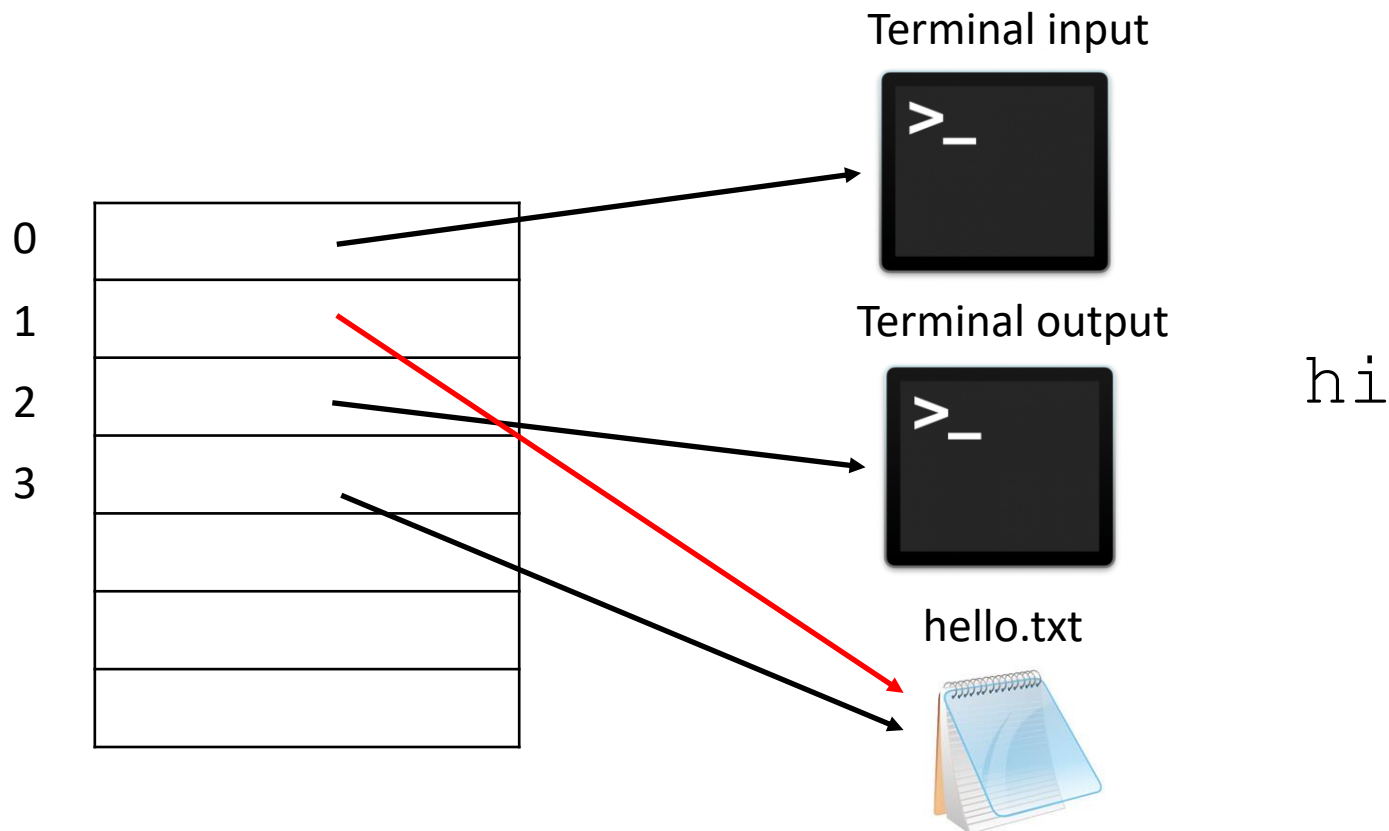 Terminal input
>_
0
1
2
3
Terminal output
>_
hi
hello.txt